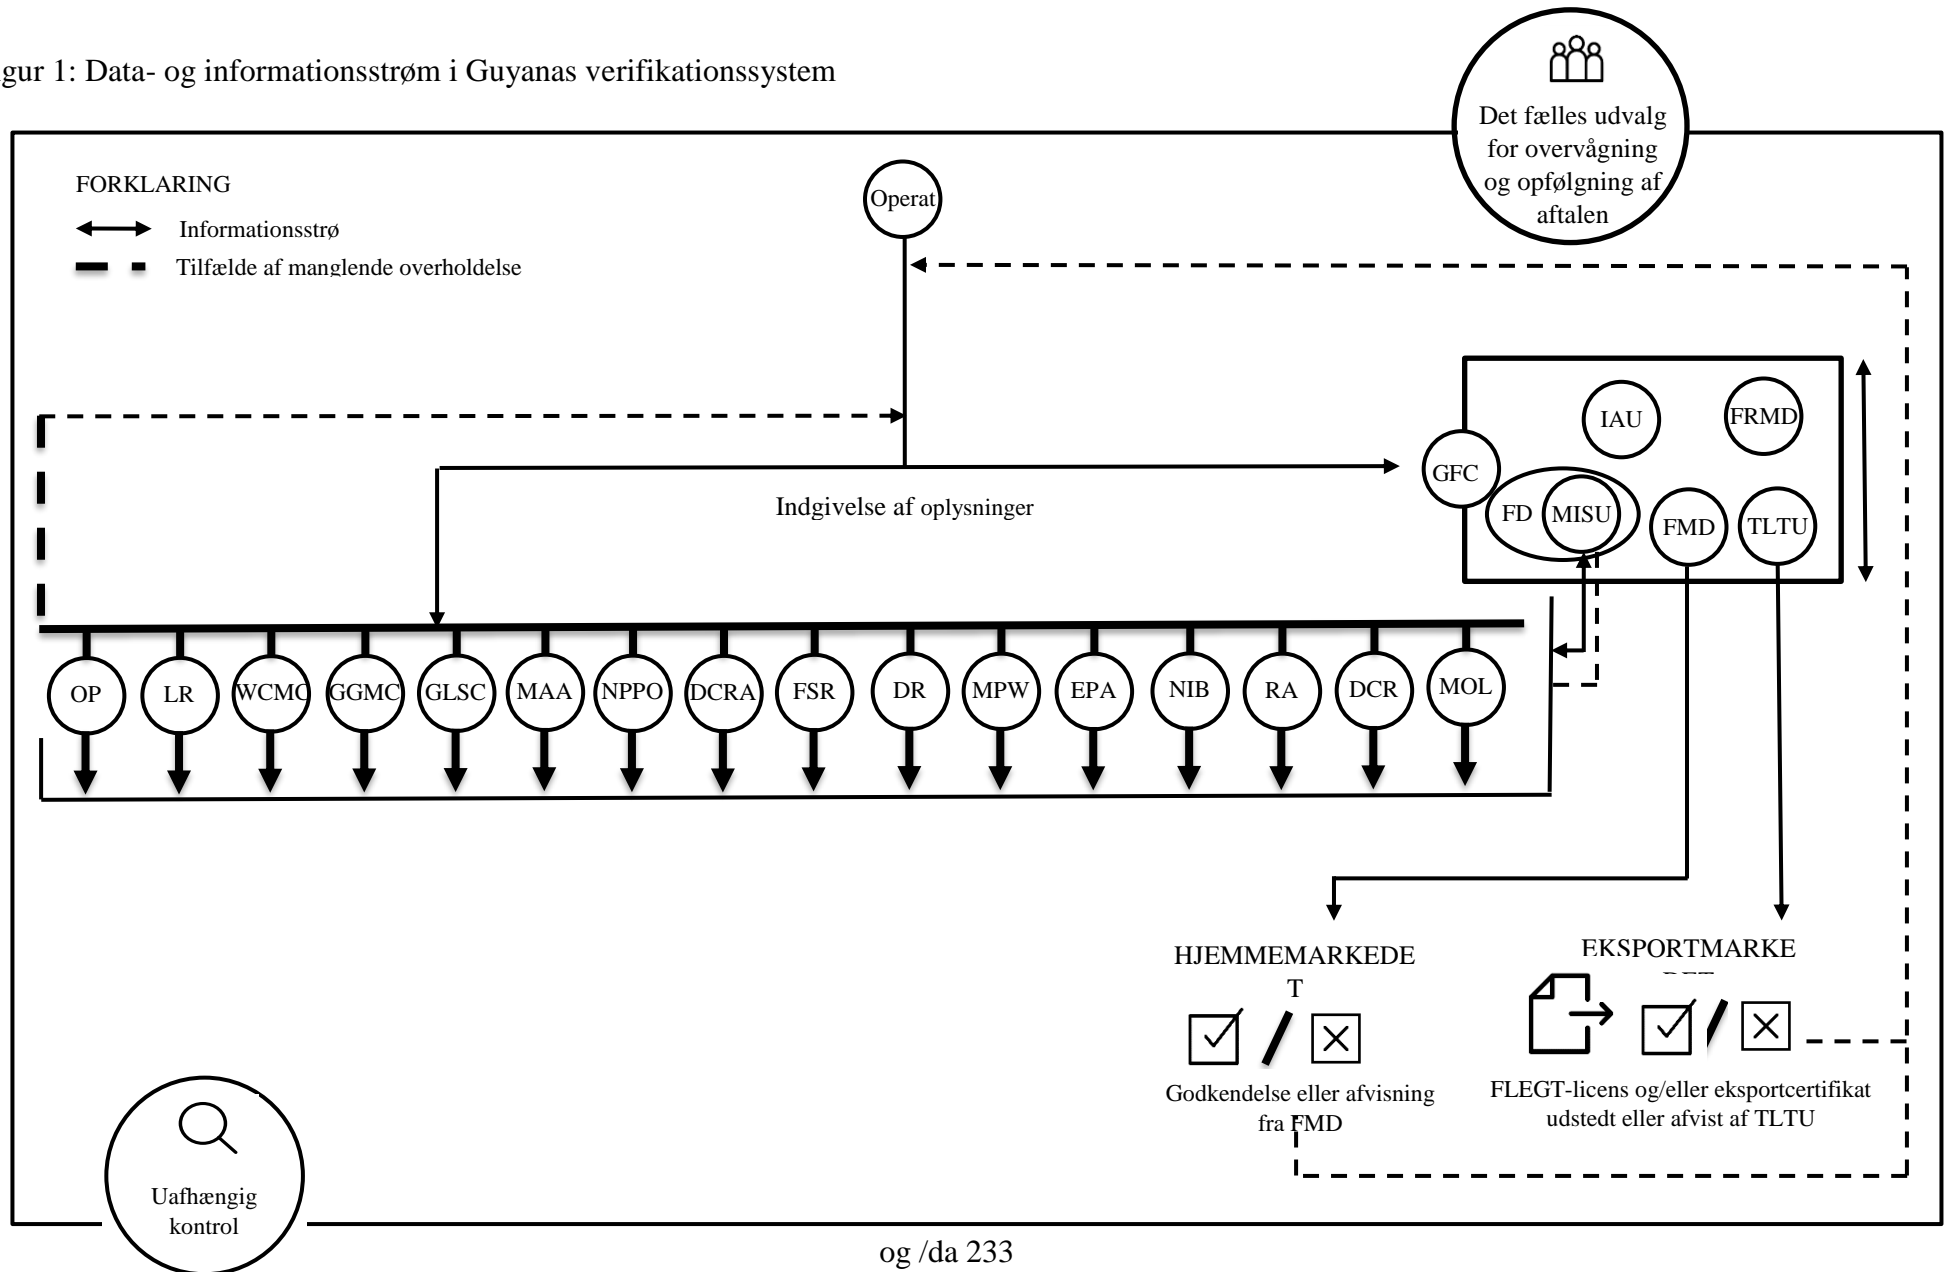 gur 1: Data- og informationsstrøm i Guyanas verifikationssystem
Det fælles udvalg
for overvågning
og opfølgning af
aftalen
FORKLARING
Informationsstrø
Tilfælde af manglende overholdelse
Operat
IAU
FRMD
GFC
FD
MISU
FMD
TLTU
Indgivelse af oplysninger
OP
LR
WCMC
GGMC
GLSC
MAA
NPPO
DCRA
FSR
DR
MPW
EPA
NIB
RA
DCR
MOL
HJEMMEMARKEDE
T
Godkendelse eller afvisning
fra FMD
EKSPORTMARKE
FLEGT-licens og/eller eksportcertifikat
udstedt eller afvist af TLTU
Uafhængig
kontrol
og /da 233